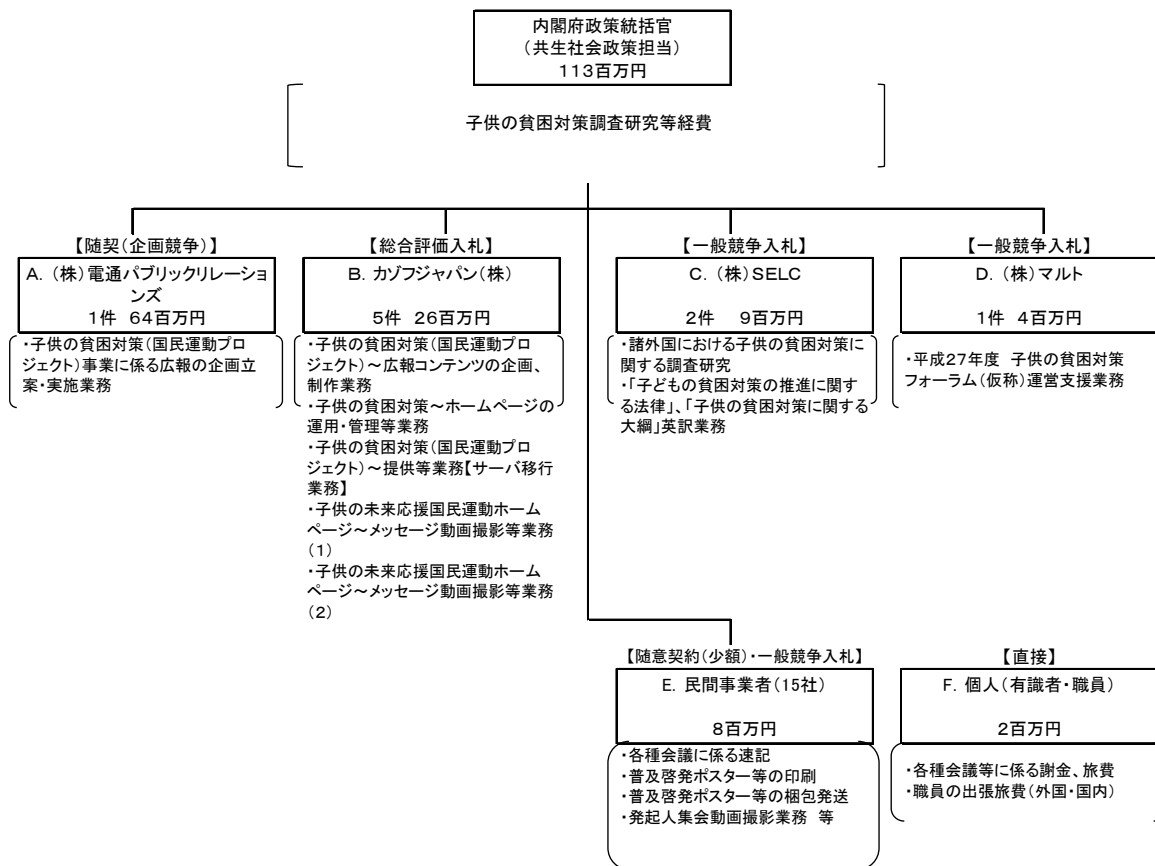 内閣府政策統括官
(共生社会政策担当)
113百万円
子供の貧困対策調査研究等経費
【随契(企画競争)】
A. (株)電通パブリックリレーショ
ンズ
1件 64百万円
・子供の貧困対策(国民運動プロ
ジェクト)事業に係る広報の企画立
案・実施業務
【総合評価入札】
B. カゾフジャパン(株)
5件 26百万円
・子供の貧困対策(国民運動プロ
ジェクト)～広報コンテンツの企画、
制作業務
・子供の貧困対策～ホームページの
運用・管理等業務
・子供の貧困対策(国民運動プロ
ジェクト)～提供等業務【サーバ移行
業務】
・子供の未来応援国民運動ホーム
ページ～メッセージ動画撮影等業務
(1)
・子供の未来応援国民運動ホーム
ページ～メッセージ動画撮影等業務
(2)
【一般競争入札】
C. (株)SELC
2件 9百万円
・諸外国における子供の貧困対策に
関する調査研究
・「子どもの貧困対策の推進に関す
る法律」、「子供の貧困対策に関する
大綱」英訳業務
【一般競争入札】
D. (株)マルト
1件 4百万円
・平成27年度 子供の貧困対策
フォーラム(仮称)運営支援業務
【随意契約(少額)・一般競争入札】
E. 民間事業者(15社)
8百万円
・各種会議に係る速記
・普及啓発ポスター等の印刷
・普及啓発ポスター等の梱包発送
・発起人集会動画撮影業務 等
【直接】
F. 個人(有識者・職員)
2百万円
・各種会議等に係る謝金、旅費
・職員の出張旅費(外国・国内)